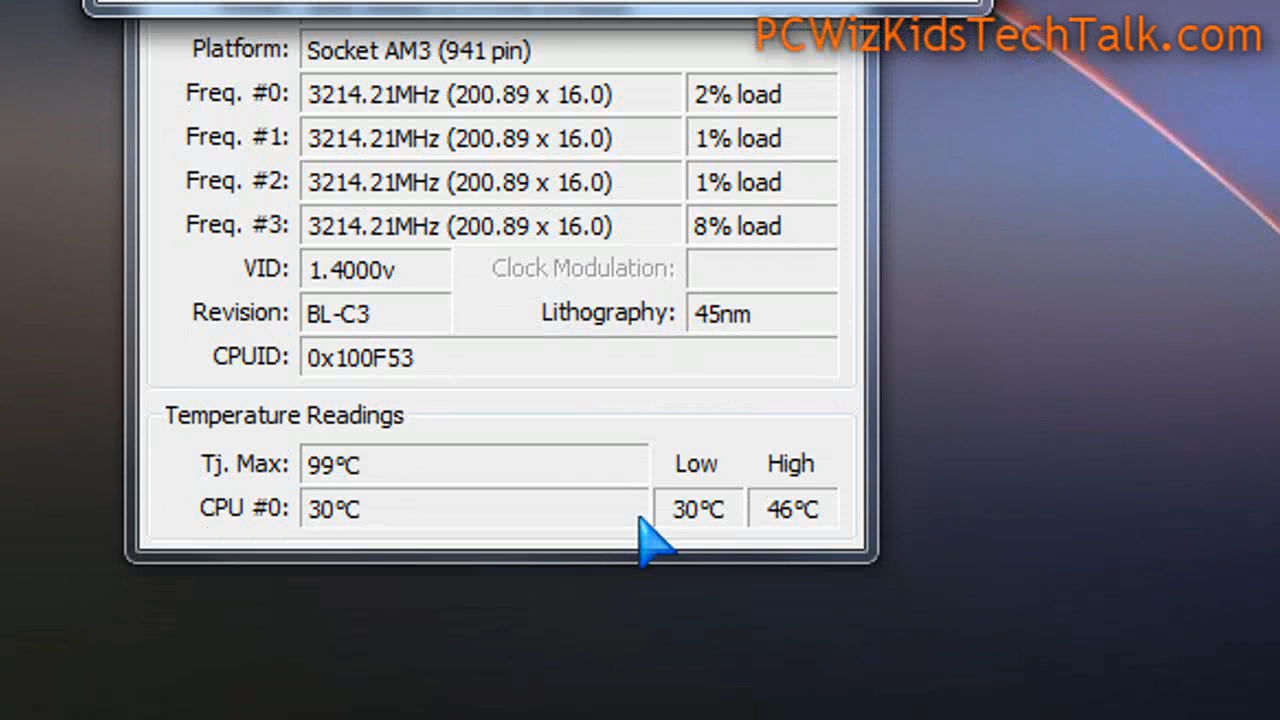 PCWizKidsTechTalk.com
Platform: Socket AM3 (941 pin)
Freq. #0: 3214.21MHz (200.89 x 16.0) 2% load
Freq. #1: 3214.21MHz (200.89 x 16.0) 1% load
Freq. #2: 3214.21MHz (200.89 x 16.0) 1% load
Freq. #3: 3214.21MHz (200.89 x 16.0) 8% load
VID: 1.4000v Clock Modulation:
Revision: BL-C3 Lithography: 45nm
CPUID: 0x100F53
Temperature Readings
Tj. Max: 99°C Low High
CPU #0: 30°C 30°C 46°C